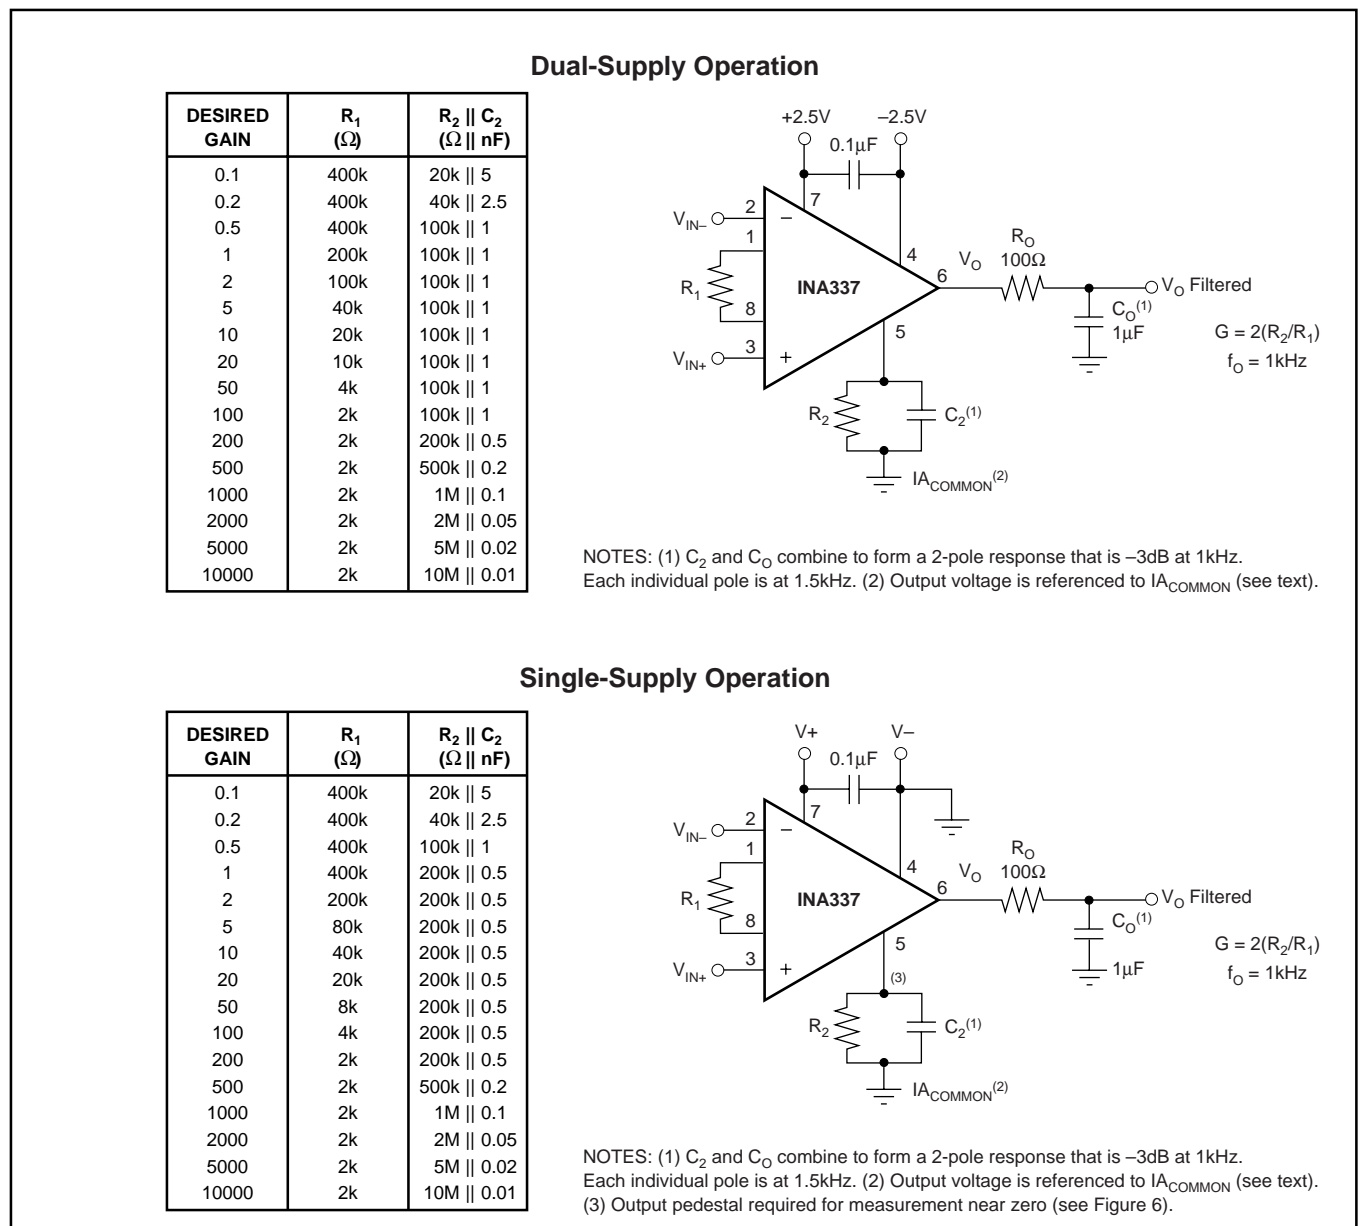 Dual-Supply Operation
DESIRED GAIN R1 (Ω) R2 || C2 (Ω || nF)
0.1 400k 20k || 5
0.2 400k 40k || 2.5
0.5 400k 100k || 1
1 200k 100k || 1
2 100k 100k || 1
5 40k 100k || 1
10 20k 100k || 1
20 10k 100k || 1
50 4k 100k || 1
100 2k 100k || 1
200 2k 200k || 0.5
500 2k 500k || 0.2
1000 2k 1M || 0.1
2000 2k 2M || 0.05
5000 2k 5M || 0.02
10000 2k 10M || 0.01
+2.5V –2.5V
0.1µF
7
VIN– 2 –
1
4
R1
INA337
8
VIN+ 3 +
5
6
VO
RO
100Ω
VO Filtered
CO(1)
1µF
G = 2(R2/R1)
fO = 1kHz
R2 C2(1)
IACOMMON(2)
NOTES: (1) C2 and CO combine to form a 2-pole response that is –3dB at 1kHz.
Each individual pole is at 1.5kHz. (2) Output voltage is referenced to IACOMMON (see text).
Single-Supply Operation
DESIRED GAIN R1 (Ω) R2 || C2 (Ω || nF)
0.1 400k 20k || 5
0.2 400k 40k || 2.5
0.5 400k 100k || 1
1 400k 200k || 0.5
2 200k 200k || 0.5
5 80k 200k || 0.5
10 40k 200k || 0.5
20 20k 200k || 0.5
50 8k 200k || 0.5
100 4k 200k || 0.5
200 2k 200k || 0.5
500 2k 500k || 0.2
1000 2k 1M || 0.1
2000 2k 2M || 0.05
5000 2k 5M || 0.02
10000 2k 10M || 0.01
V+ V–
0.1µF
7
VIN– 2 –
1
4
R1
INA337
8
VIN+ 3 +
5
6
VO
RO
100Ω
VO Filtered
CO(1)
1µF
G = 2(R2/R1)
fO = 1kHz
(3)
R2 C2(1)
IACOMMON(2)
NOTES: (1) C2 and CO combine to form a 2-pole response that is –3dB at 1kHz.
Each individual pole is at 1.5kHz. (2) Output voltage is referenced to IACOMMON (see text).
(3) Output pedestal required for measurement near zero (see Figure 6).